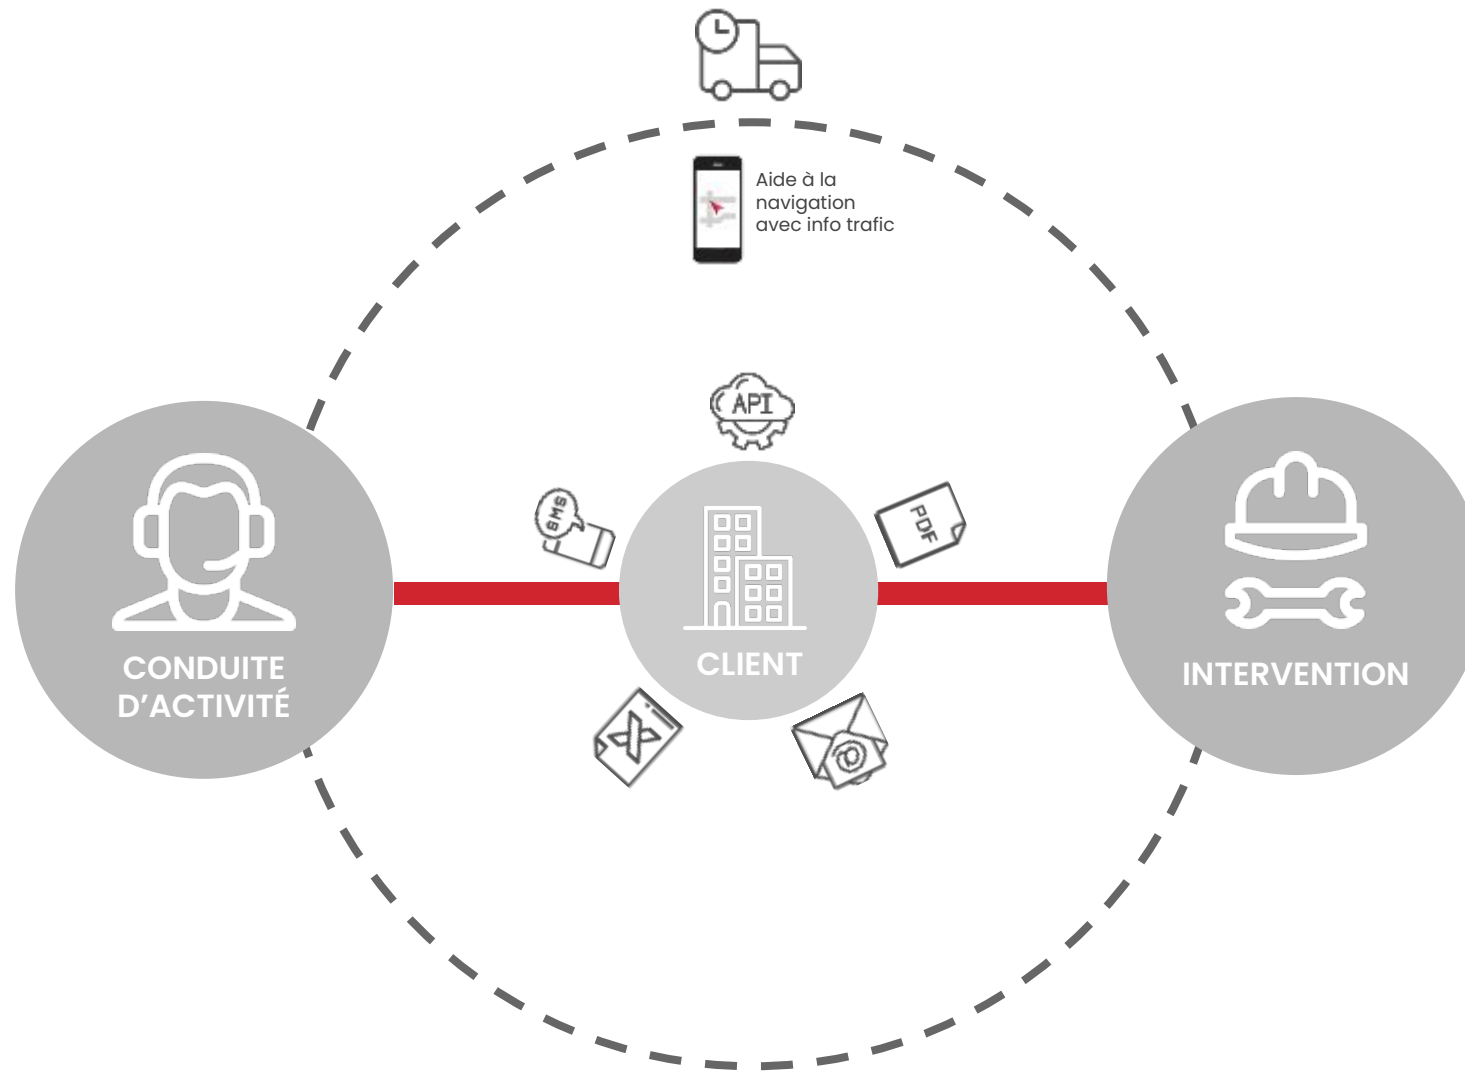 Aide à la
navigation
avec info trafic
API
SMS
PDF
CONDUITE
D'ACTIVITÉ
CLIENT
INTERVENTION
X
@